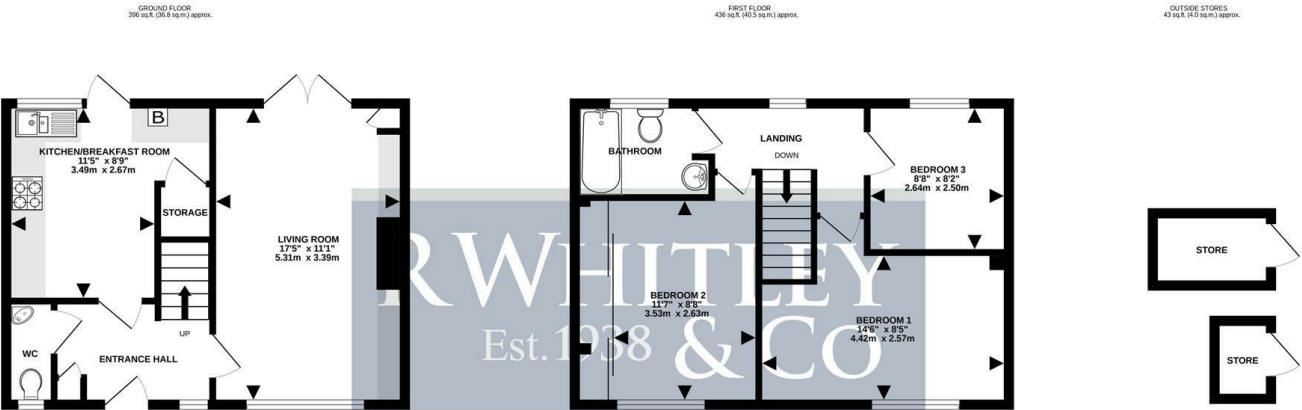 GROUND FLOOR
396 sq.ft. (36.8 sq.m.) approx.
FIRST FLOOR
436 sq.ft. (40.5 sq.m.) approx.
OUTSIDE STORES
43 sq.ft. (4.0 sq.m.) approx.
B
KITCHEN/BREAKFAST ROOM
11'5" x 8'9"
3.49m x 2.67m
STORAGE
LIVING ROOM
17'5" x 11'1"
5.31m x 3.39m
UP
WC
ENTRANCE HALL
BATHROOM
LANDING
DOWN
BEDROOM 3
8'8" x 8'2"
2.64m x 2.50m
BEDROOM 2
11'7" x 8'8"
3.53m x 2.63m
BEDROOM 1
14'6" x 8'5"
4.42m x 2.57m
STORE
STORE
R WHITLEY
Est. 1938 & CO